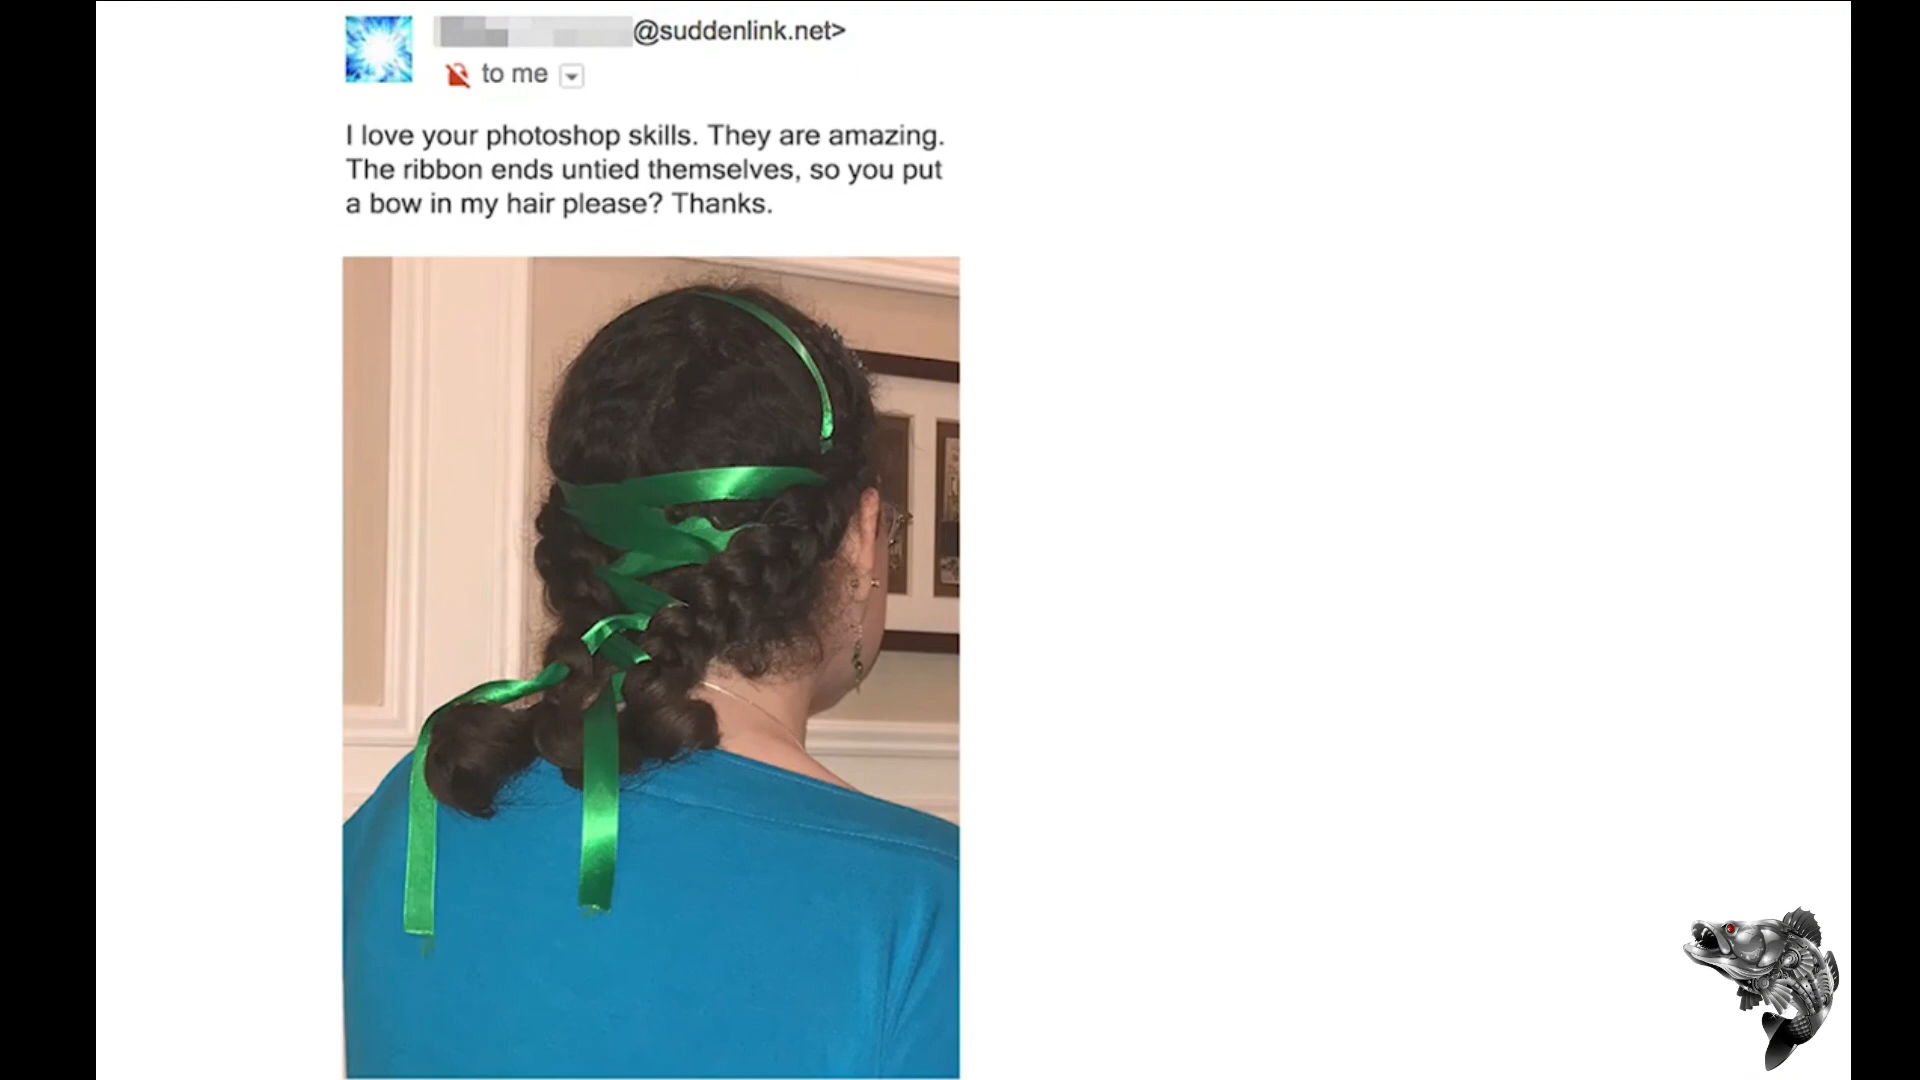 @suddenlink.net>
to me
I love your photoshop skills. They are amazing.
The ribbon ends untied themselves, so you put
a bow in my hair please? Thanks.